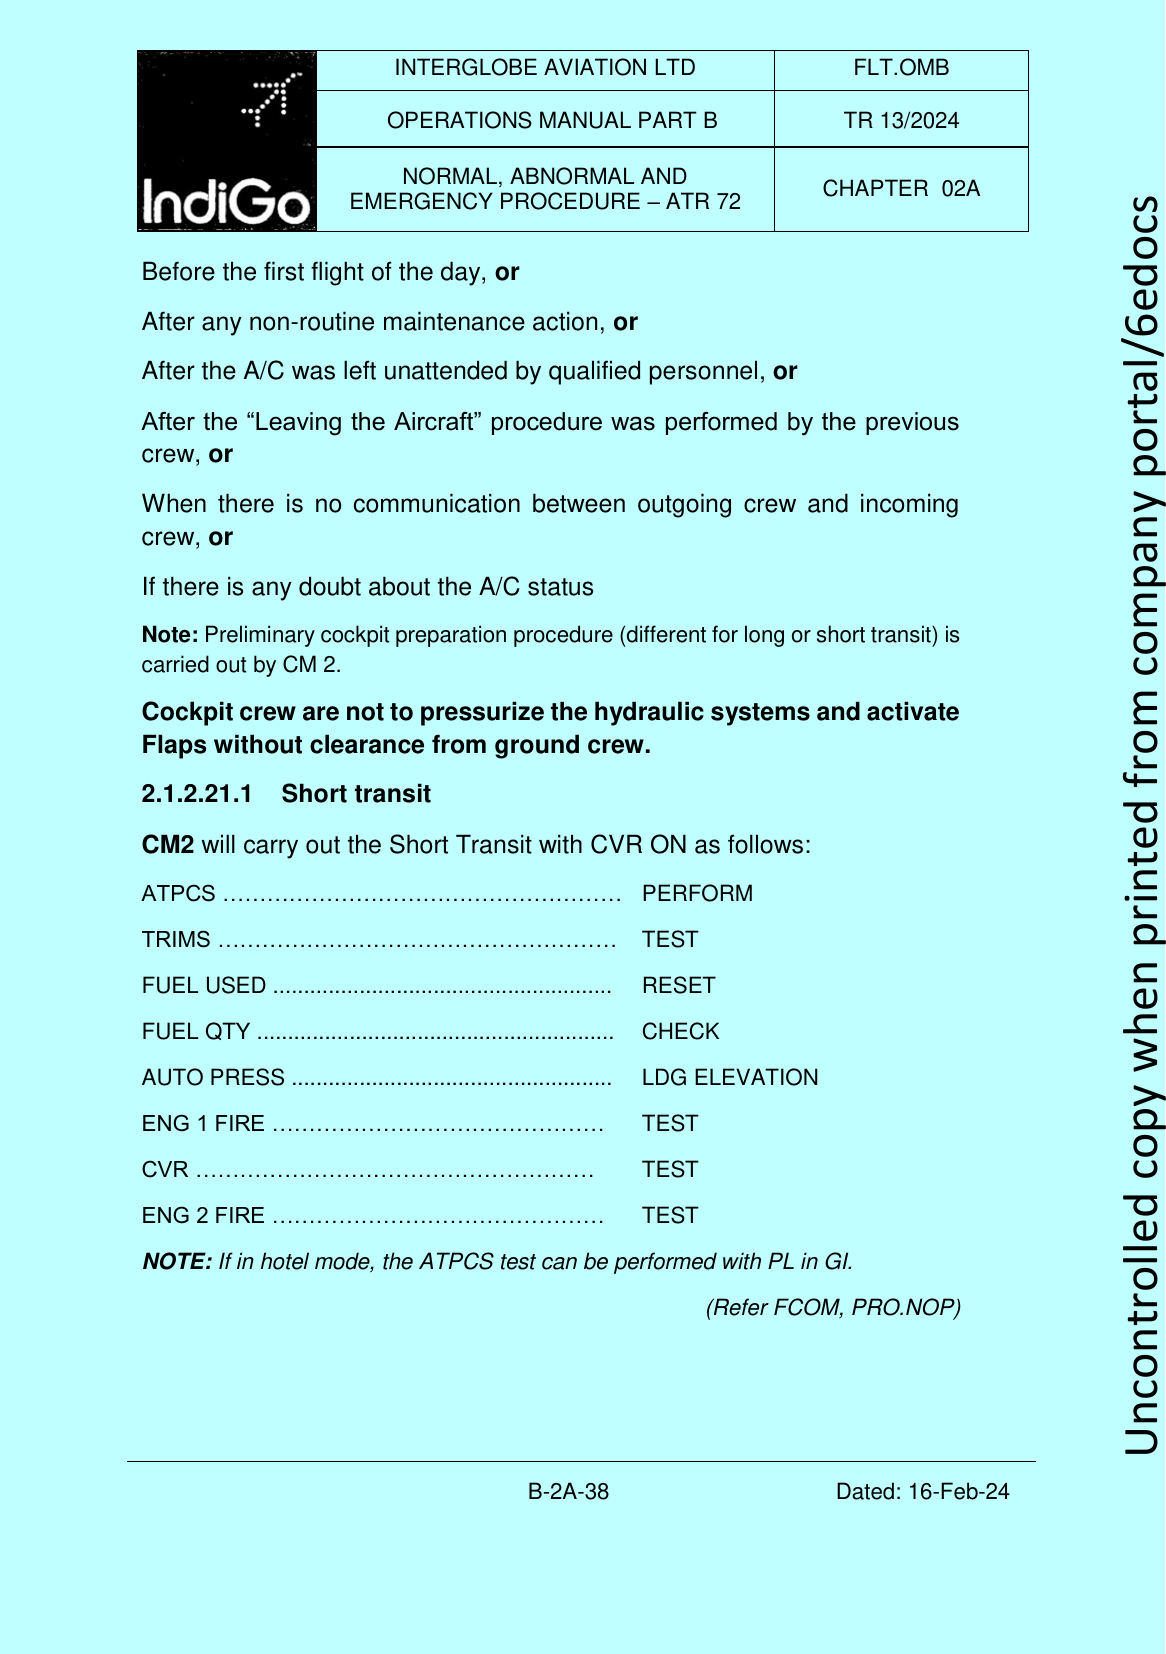 INTERGLOBE AVIATION LTD
FLT.OMB
OPERATIONS MANUAL PART B
TR 13/2024
IndiGo
NORMAL, ABNORMAL AND
EMERGENCY PROCEDURE – ATR 72
CHAPTER 02A
Before the first flight of the day, or
After any non-routine maintenance action, or
After the A/C was left unattended by qualified personnel, or
After the “Leaving the Aircraft” procedure was performed by the previous
crew, or
When there is no communication between outgoing crew and incoming
crew, or
If there is any doubt about the A/C status
Note: Preliminary cockpit preparation procedure (different for long or short transit) is
carried out by CM 2.
Cockpit crew are not to pressurize the hydraulic systems and activate
Flaps without clearance from ground crew.
2.1.2.21.1 Short transit
CM2 will carry out the Short Transit with CVR ON as follows:
ATPCS ……………………………………………… PERFORM
TRIMS ……………………………………………… TEST
FUEL USED ....................................................... RESET
FUEL QTY .......................................................... CHECK
AUTO PRESS .................................................... LDG ELEVATION
ENG 1 FIRE ……………………………………… TEST
CVR ……………………………………………… TEST
ENG 2 FIRE ……………………………………… TEST
NOTE: If in hotel mode, the ATPCS test can be performed with PL in GI.
(Refer FCOM, PRO.NOP)
B-2A-38
Dated: 16-Feb-24
Uncontrolled copy when printed from company portal/6edocs